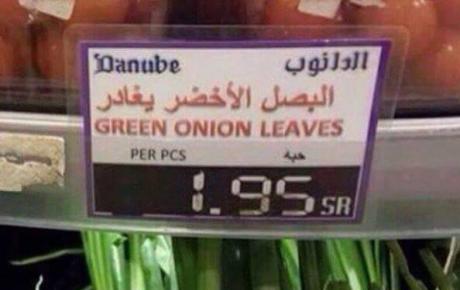 Danube الدانوب
البصل الأخضر يغادر
GREEN ONION LEAVES
PER PCS حبة
1.95 SR